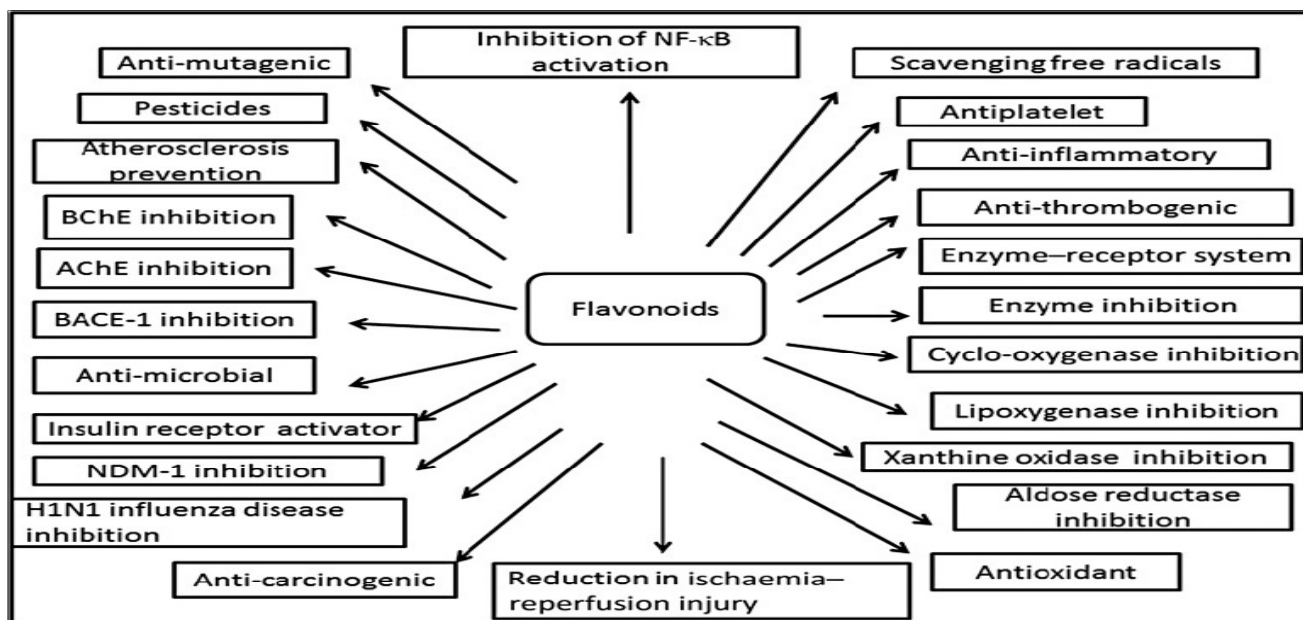 Inhibition of NF-κB
activation
Anti-mutagenic
Pesticides
Atherosclerosis
prevention
BChE inhibition
AChE inhibition
BACE-1 inhibition
Anti-microbial
Insulin receptor activator
NDM-1 inhibition
H1N1 influenza disease
inhibition
Anti-carcinogenic
Flavonoids
Reduction in ischaemia–
reperfusion injury
Scavenging free radicals
Antiplatelet
Anti-inflammatory
Anti-thrombogenic
Enzyme–receptor system
Enzyme inhibition
Cyclo-oxygenase inhibition
Lipoxygenase inhibition
Xanthine oxidase inhibition
Aldose reductase
inhibition
Antioxidant